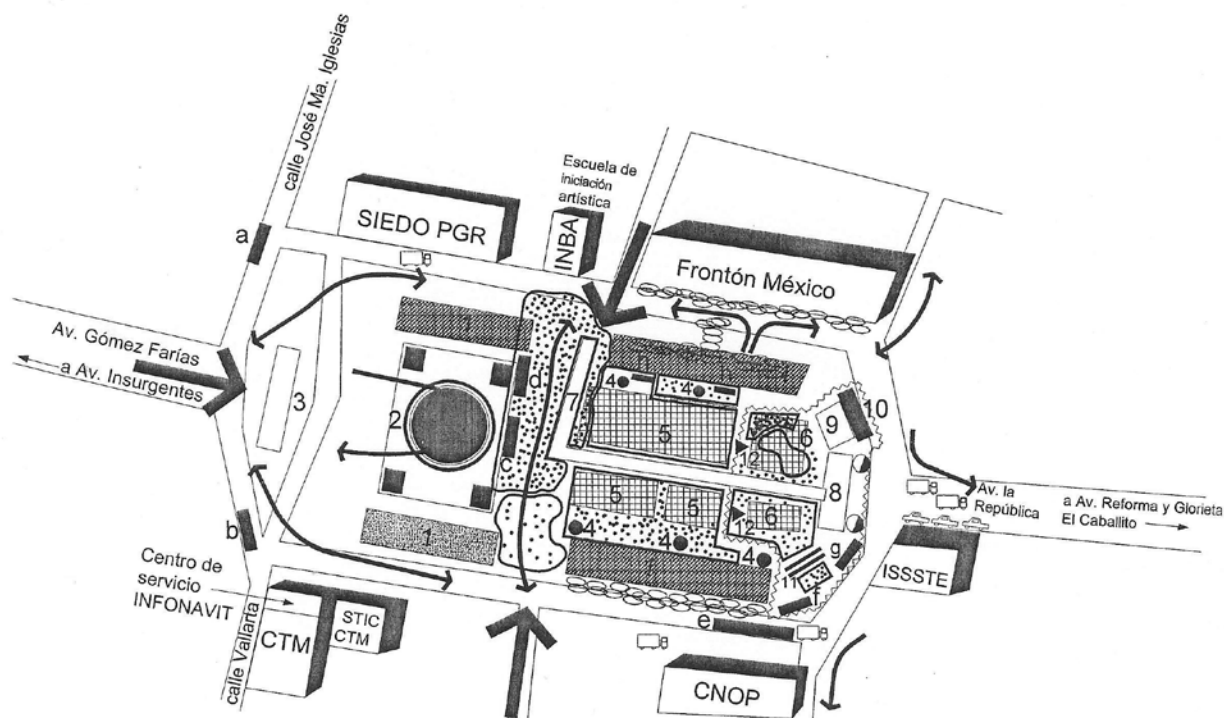 calle José Ma. Iglesias
Escuela de
iniciación
artística
SIEDO PGR
INBA
Frontón México
a
Av. Gómez Farías
a Av. Insurgentes
3
1
2
d
c
7
4
4
5
12
6
9
10
8
5
5
4
4
12
6
4
g
11
f
e
1
b
Av. la
República
a Av. Reforma y Glorieta
El Caballito
ISSSTE
Centro de
servicio
INFONAVIT
CTM
STIC
CTM
calle Vallarta
CNOP